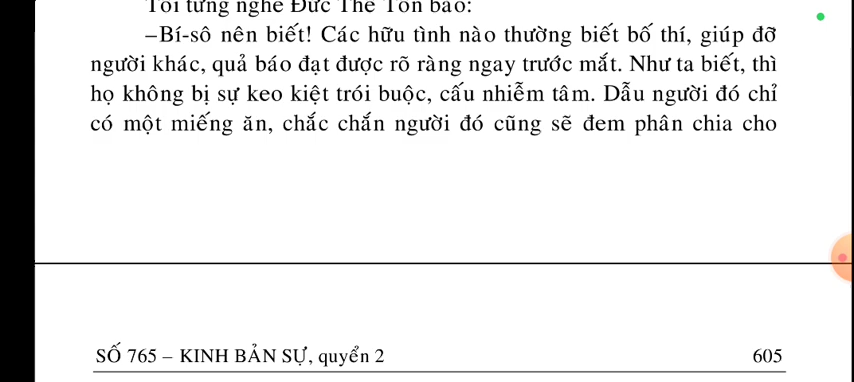 Tôi từng nghe Đức Thế Tôn bảo:
–Bí-sô nên biết! Các hữu tình nào thường biết bố thí, giúp đỡ
người khác, quả báo đạt được rõ ràng ngay trước mắt. Như ta biết, thì
họ không bị sự keo kiệt trói buộc, cấu nhiễm tâm. Dẫu người đó chỉ
có một miếng ăn, chắc chắn người đó cũng sẽ đem phân chia cho
SỐ 765 – KINH BẢN SỰ, quyển 2 605